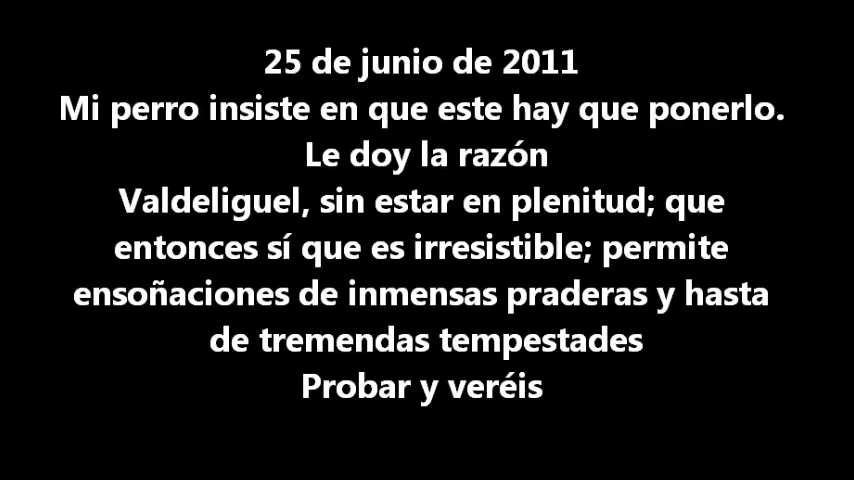 25 de junio de 2011
Mi perro insiste en que este hay que ponerlo.
Le doy la razón
Valdeliguel, sin estar en plenitud; que
entonces sí que es irresistible; permite
ensoñaciones de inmensas praderas y hasta
de tremendas tempestades
Probar y veréis